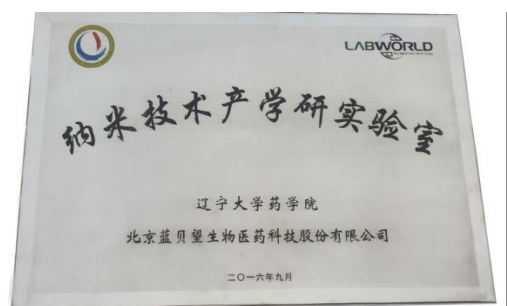 LABWORLD
纳米技术产学研实验室
辽宁大学药学院
北京蓝贝望生物医药科技股份有限公司
二〇一六年九月